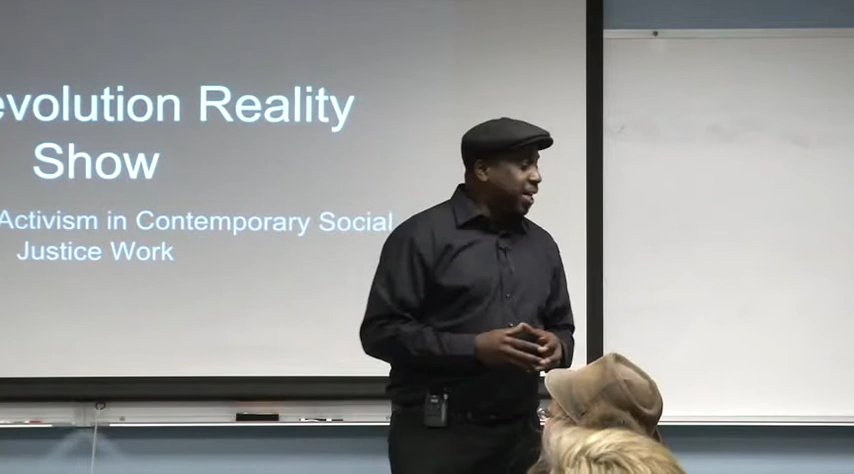 evolution Reality
Show
Activism in Contemporary Social
Justice Work